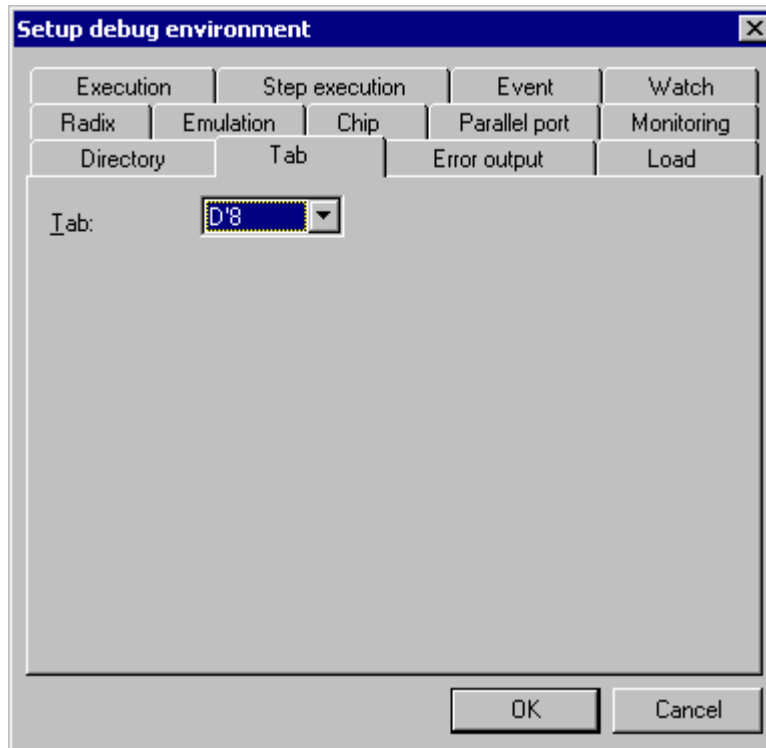 Setup debug environment
Execution Step execution Event Watch
Radix Emulation Chip Parallel port Monitoring
Directory Tab Error output Load
Tab: D'8
OK Cancel